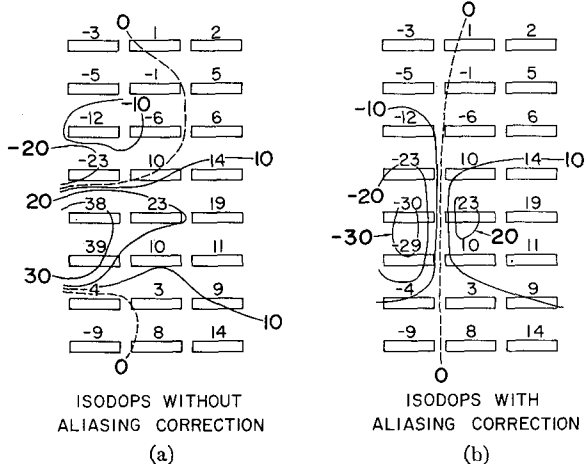 0
-3 1 2
-5 -1 5
-10
-12 -6 6
-20
-23 10 14 10
20
38 23 19
39 10 11
30
-4 3 9
10
-9 8 14
0
ISODOPS WITHOUT
ALIASING CORRECTION
(a)
0
-3 1 2
-5 -1 5
-10
-12 -6 6
-23 10 14 10
-20
-30 23 19
-30 20
-29 10 11
-4 3 9
-9 8 14
0
ISODOPS WITH
ALIASING CORRECTION
(b)